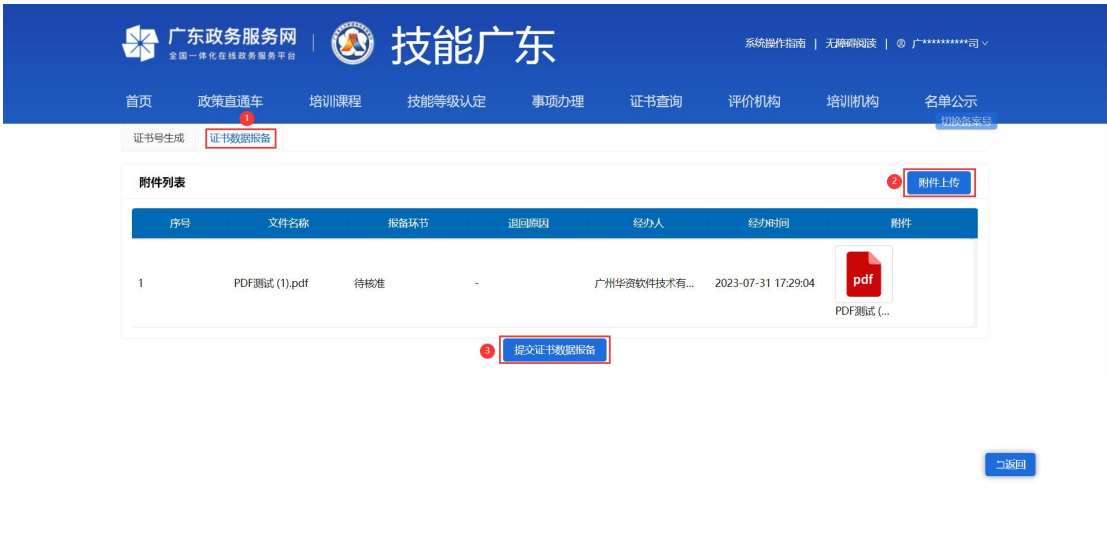 广东政务服务网
全国一体化在线政务服务平台
技能广东
系统操作指南 | 无障碍阅读 | 广**********司
首页 政策直通车 培训课程 技能等级认定 事项办理 证书查询 评价机构 培训机构 名单公示
1
切换备案号
证书号生成 证书数据报备
附件列表
2 附件上传
序号 文件名称 报备环节 退回原因 经办人 经办时间 附件
pdf
1 PDF测试 (1).pdf 待核准 - 广州华资软件技术有... 2023-07-31 17:29:04
PDF测试 (...
3 提交证书数据报备
返回